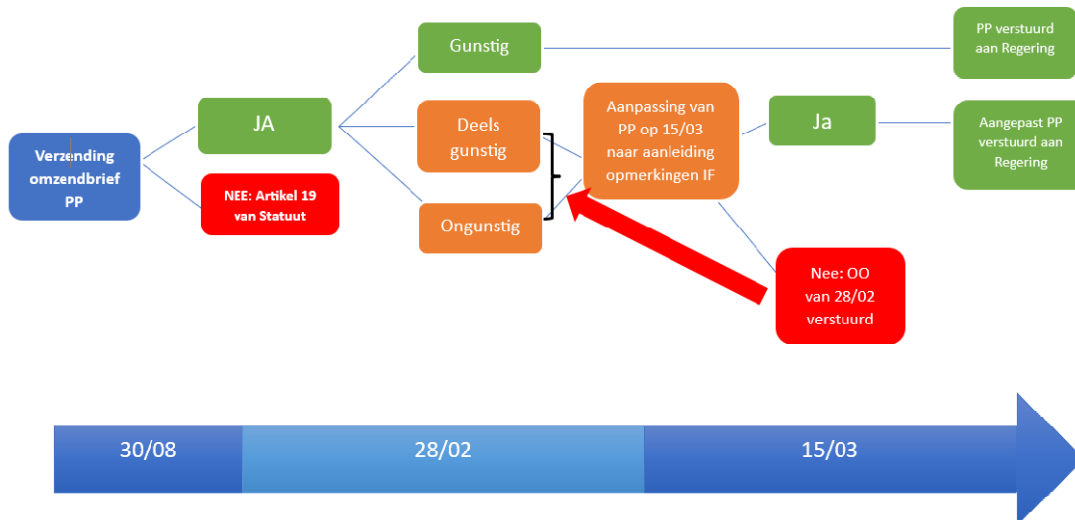 Verzending
omzendbrief
PP
JA
NEE: Artikel 19
van Statuut
Gunstig
Deels
gunstig
Ongunstig
Aanpassing van
PP op 15/03
naar aanleiding
opmerkingen IF
Ja
Nee: OO
van 28/02
verstuurd
PP verstuurd
aan Regering
Aangepast PP
verstuurd aan
Regering
30/08
28/02
15/03